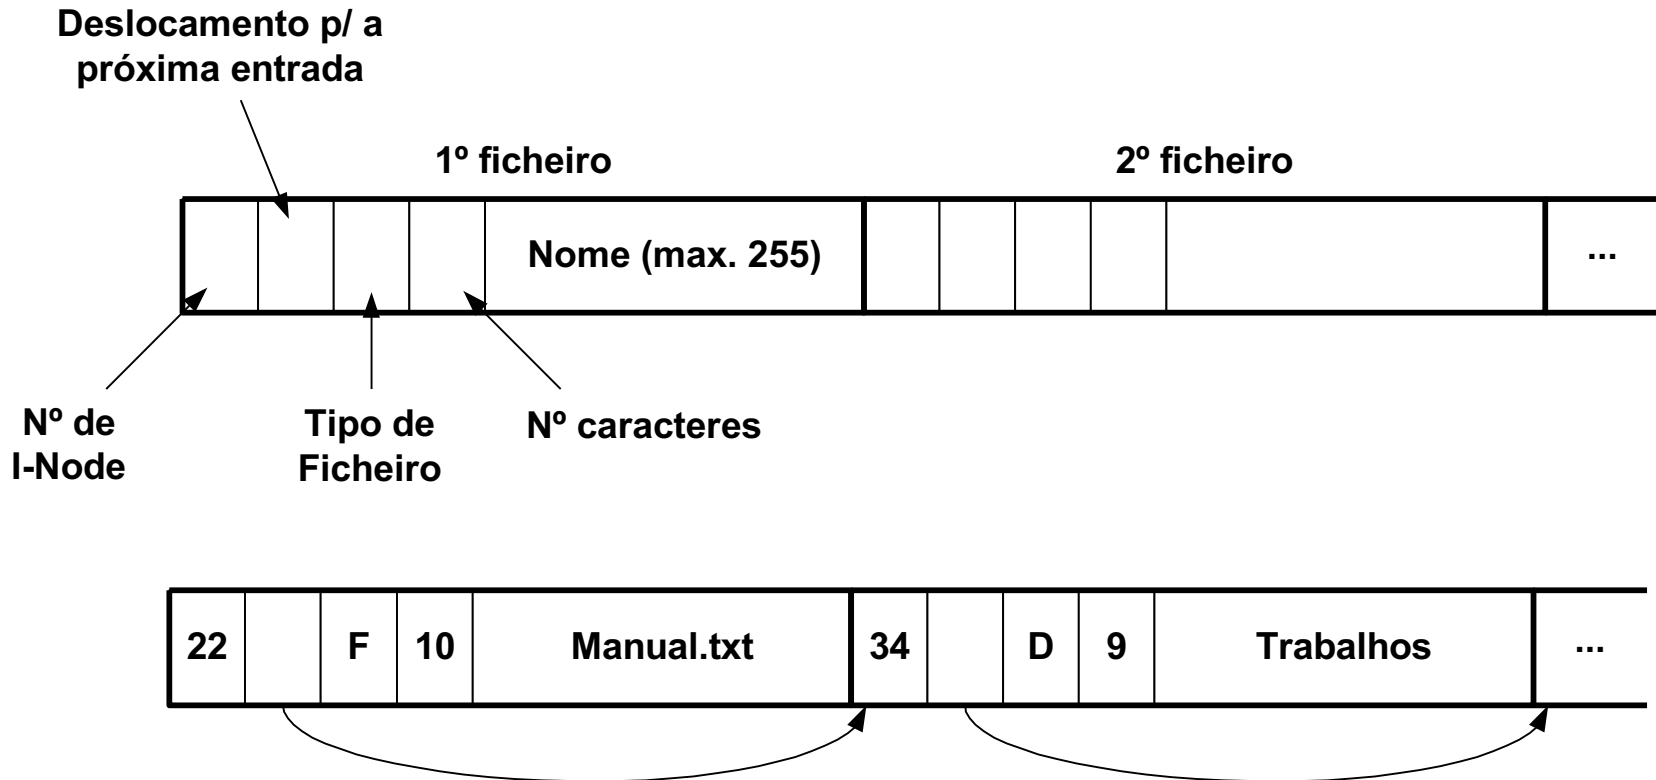 Deslocamento p/ a
próxima entrada
1º ficheiro
2º ficheiro
Nome (max. 255)
...
Nº de
I-Node
Tipo de
Ficheiro
Nº caracteres
22
F
10
Manual.txt
34
D
9
Trabalhos
...